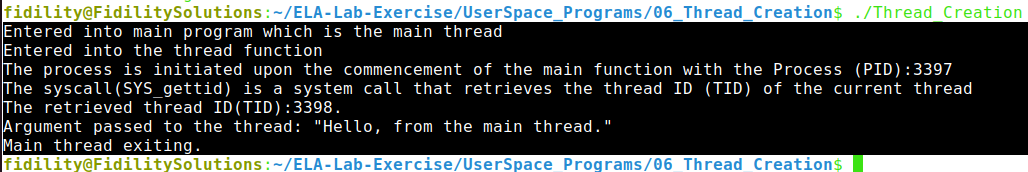 fidility@FidilitySolutions:~/ELA-Lab-Exercise/UserSpace_Programs/06_Thread_Creation$ ./Thread_Creation
Entered into main program which is the main thread
Entered into the thread function
The process is initiated upon the commencement of the main function with the Process (PID):3397
The syscall(SYS_gettid) is a system call that retrieves the thread ID (TID) of the current thread
The retrieved thread ID(TID):3398.
Argument passed to the thread: "Hello, from the main thread."
Main thread exiting.
fidility@FidilitySolutions:~/ELA-Lab-Exercise/UserSpace_Programs/06_Thread_Creation$